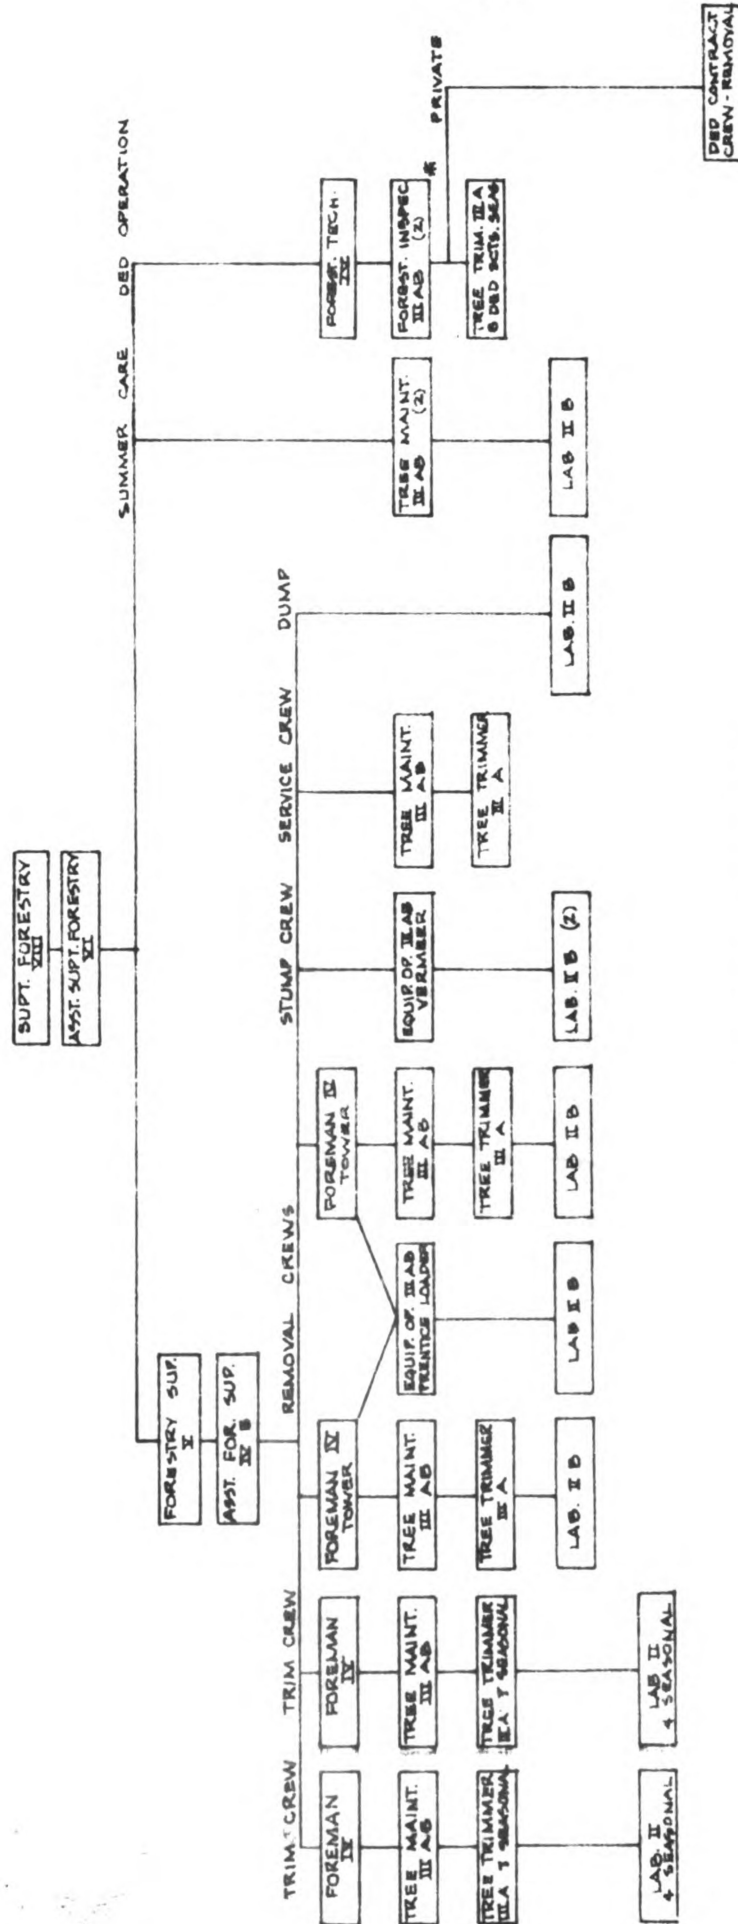 SUPT. FORESTRY
VIII
ASST. SUPT. FORESTRY
VI
SUMMER CARE
DED OPERATION
FORESTRY SUP.
V
ASST. FOR. SUP.
IV B
TRIM CREW
TRIM CREW
REMOVAL CREWS
STUMP CREW
SERVICE CREW
DUMP
FOREMAN
IV
FOREMAN
IV
FOREMAN IV
TOWER
FOREMAN IV
TOWER
FOREST. TECH.
IV
TREE MAINT.
III AB
TREE MAINT.
III AB
TREE MAINT.
III AB
EQUIP. OP. III AB
PRENTICE LOADER
TREE MAINT.
III AB
EQUIP. OP. III AB
VERMEER
TREE MAINT.
III AB
TREE MAINT.
III AB (2)
FOREST. INSPEC
III AB (2)
*
PRIVATE
TREE TRIMMER
III A 7 SEASONAL
TREE TRIMMER
III A 7 SEASONAL
TREE TRIMMER
III A
TREE TRIMMER
III A
TREE TRIMMER
III A
TREE TRIM. III A
8 DED SCTS. SEAS
LAB. II B
LAB II B
LAB II B
LAB. II B (2)
LAB. II B
LAB II B
LAB. II
4 SEASONAL
LAB II
4 SEASONAL
DED CONTRACT
CREW - REMOVAL